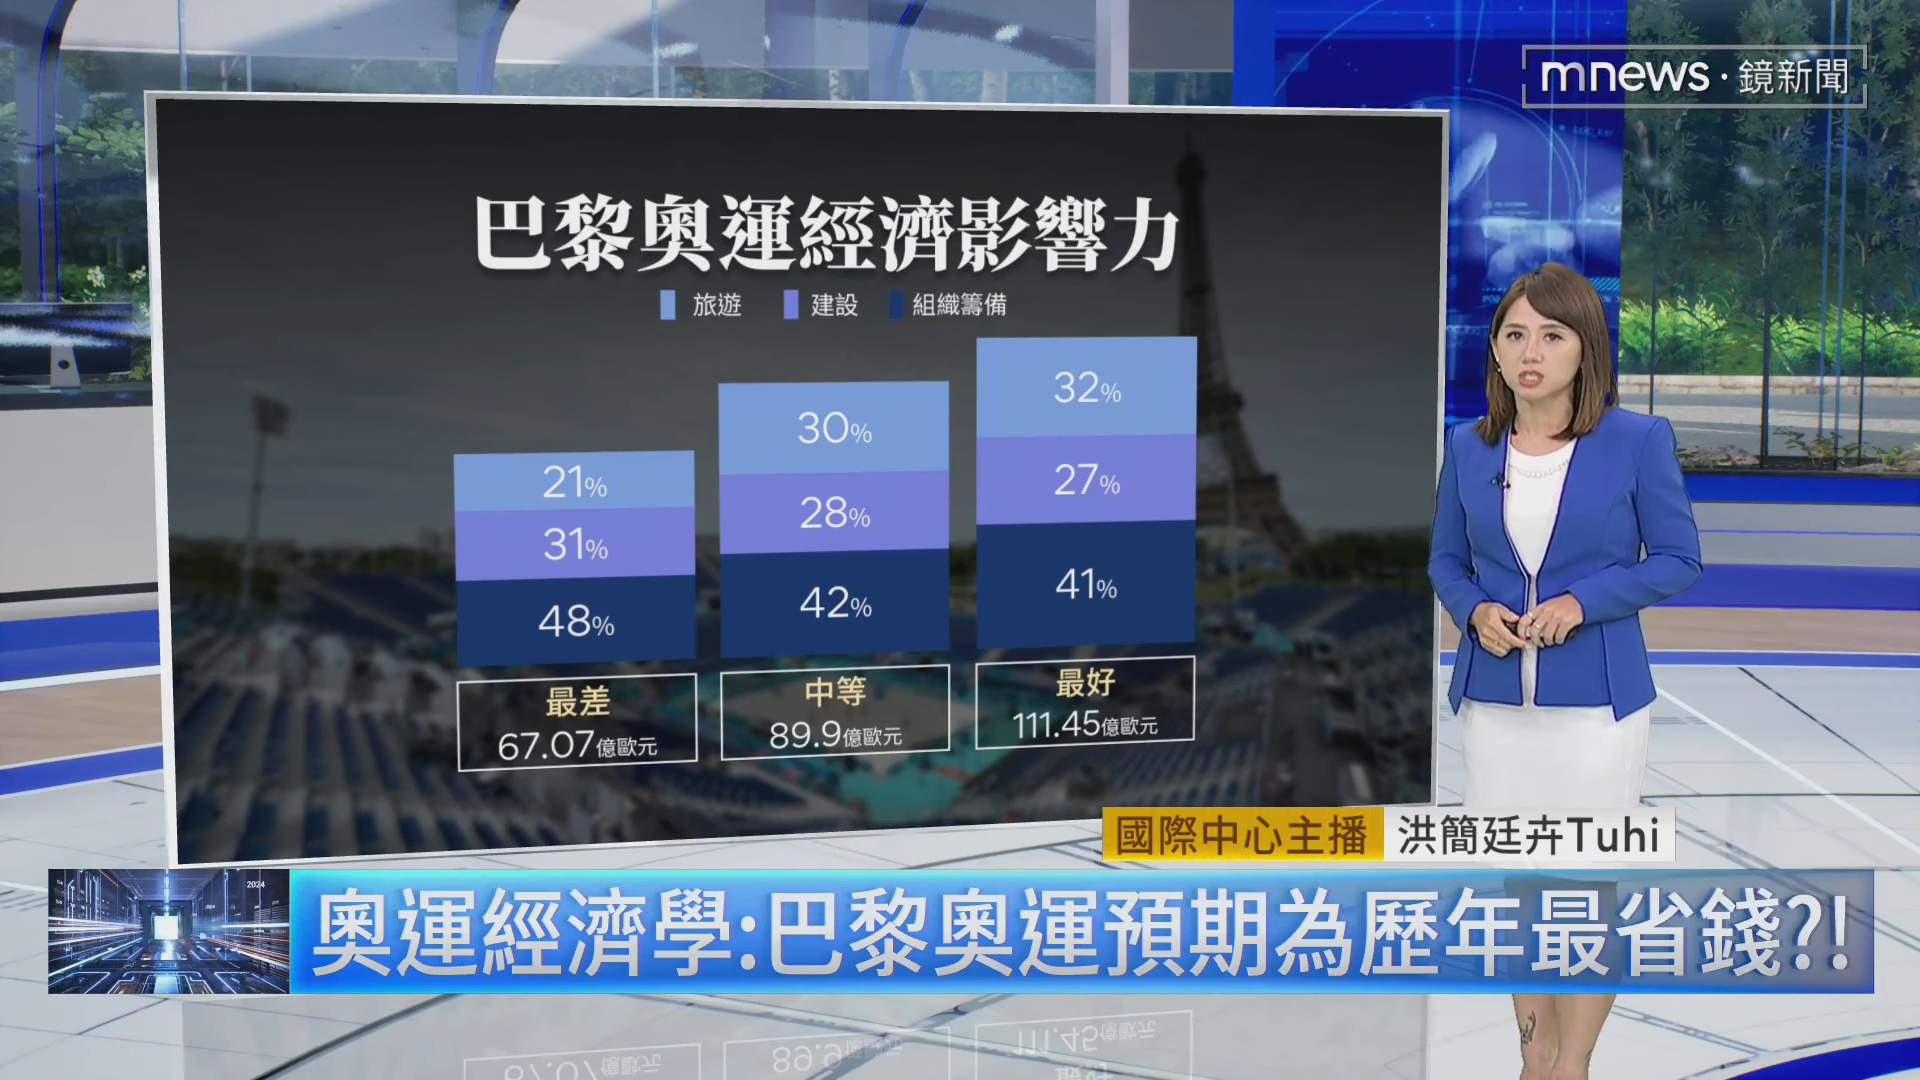 mnews·鏡新聞
巴黎奧運經濟影響力
旅遊 建設 組織籌備
21% 30% 32%
31% 28% 27%
48% 42% 41%
最差 中等 最好
67.07億歐元 89.9億歐元 111.45億歐元
國際中心主播 洪簡廷卉Tuhi
2024
奧運經濟學:巴黎奧運預期為歷年最省錢?!